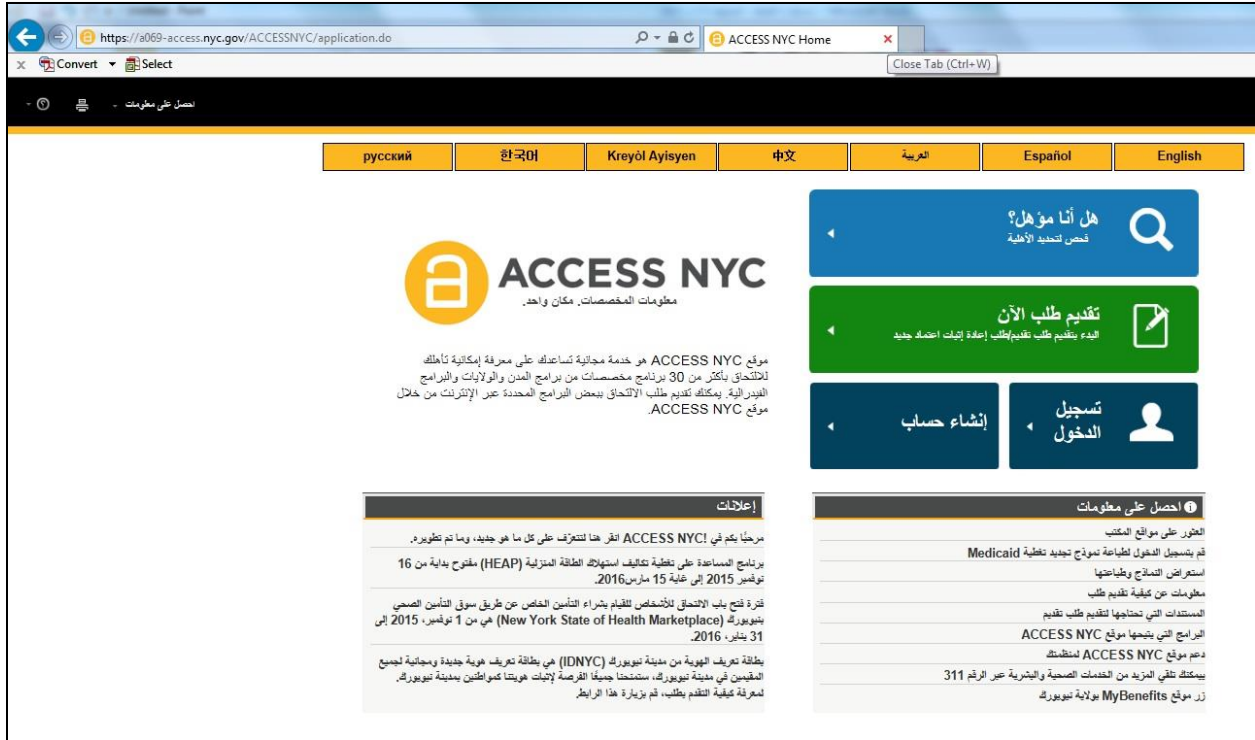 https://a069-access.nyc.gov/ACCESSNYC/application.do
ACCESS NYC Home
x Convert Select
Close Tab (Ctrl+W)
احصل على معلومات
English
Español
العربية
中文
Kreyòl Ayisyen
한국어
русский
هل أنا مؤهل؟
فحص لتحديد الأهلية
تقديم طلب الآن
البدء بتقديم طلب تقديم/طلب إعادة إثبات اعتماد جديد
تسجيل
الدخول
إنشاء حساب
ACCESS NYC
معلومات المخصصات. مكان واحد.
موقع ACCESS NYC هو خدمة مجانية تساعدك على معرفة إمكانية تأهلك
للالتحاق بأكثر من 30 برنامج مخصصات من برامج المدن والولايات والبرامج
الفيدرالية. يمكنك تقديم طلب الالتحاق ببعض البرامج المحددة عبر الإنترنت من خلال
موقع ACCESS NYC.
احصل على معلومات
العثور على مواقع المكتب
قم بتسجيل الدخول لطباعة نموذج تجديد تغطية Medicaid
استعراض النماذج وطباعتها
معلومات عن كيفية تقديم طلب
المستندات التي تحتاجها لتقديم طلب تقديم
البرامج التي يتيحها موقع ACCESS NYC
دعم موقع ACCESS NYC لمنظمتك
يمكنك تلقي المزيد من الخدمات الصحية والبشرية عبر الرقم 311
زر موقع MyBenefits بولاية نيويورك
إعلانات
مرحبًا بكم في ACCESS NYC! انقر هنا لتتعرّف على كل ما هو جديد، وما تم تطويره.
برنامج المساعدة على تغطية تكاليف استهلاك الطاقة المنزلية (HEAP) مفتوح بداية من 16
نوفمبر 2015 إلى غاية 15 مارس2016.
فترة فتح باب الالتحاق للأشخاص للقيام بشراء التأمين الخاص عن طريق سوق التأمين الصحي
بنيويورك (New York State of Health Marketplace) هي من 1 نوفمبر، 2015 إلى
31 يناير، 2016.
بطاقة تعريف الهوية من مدينة نيويورك (IDNYC) هي بطاقة تعريف هوية جديدة ومجانية لجميع
المقيمين في مدينة نيويورك، ستمنحنا جميعًا الفرصة لإثبات هويتنا كمواطنين بمدينة نيويورك.
لمعرفة كيفية التقدم بطلب، قم بزيارة هذا الرابط.